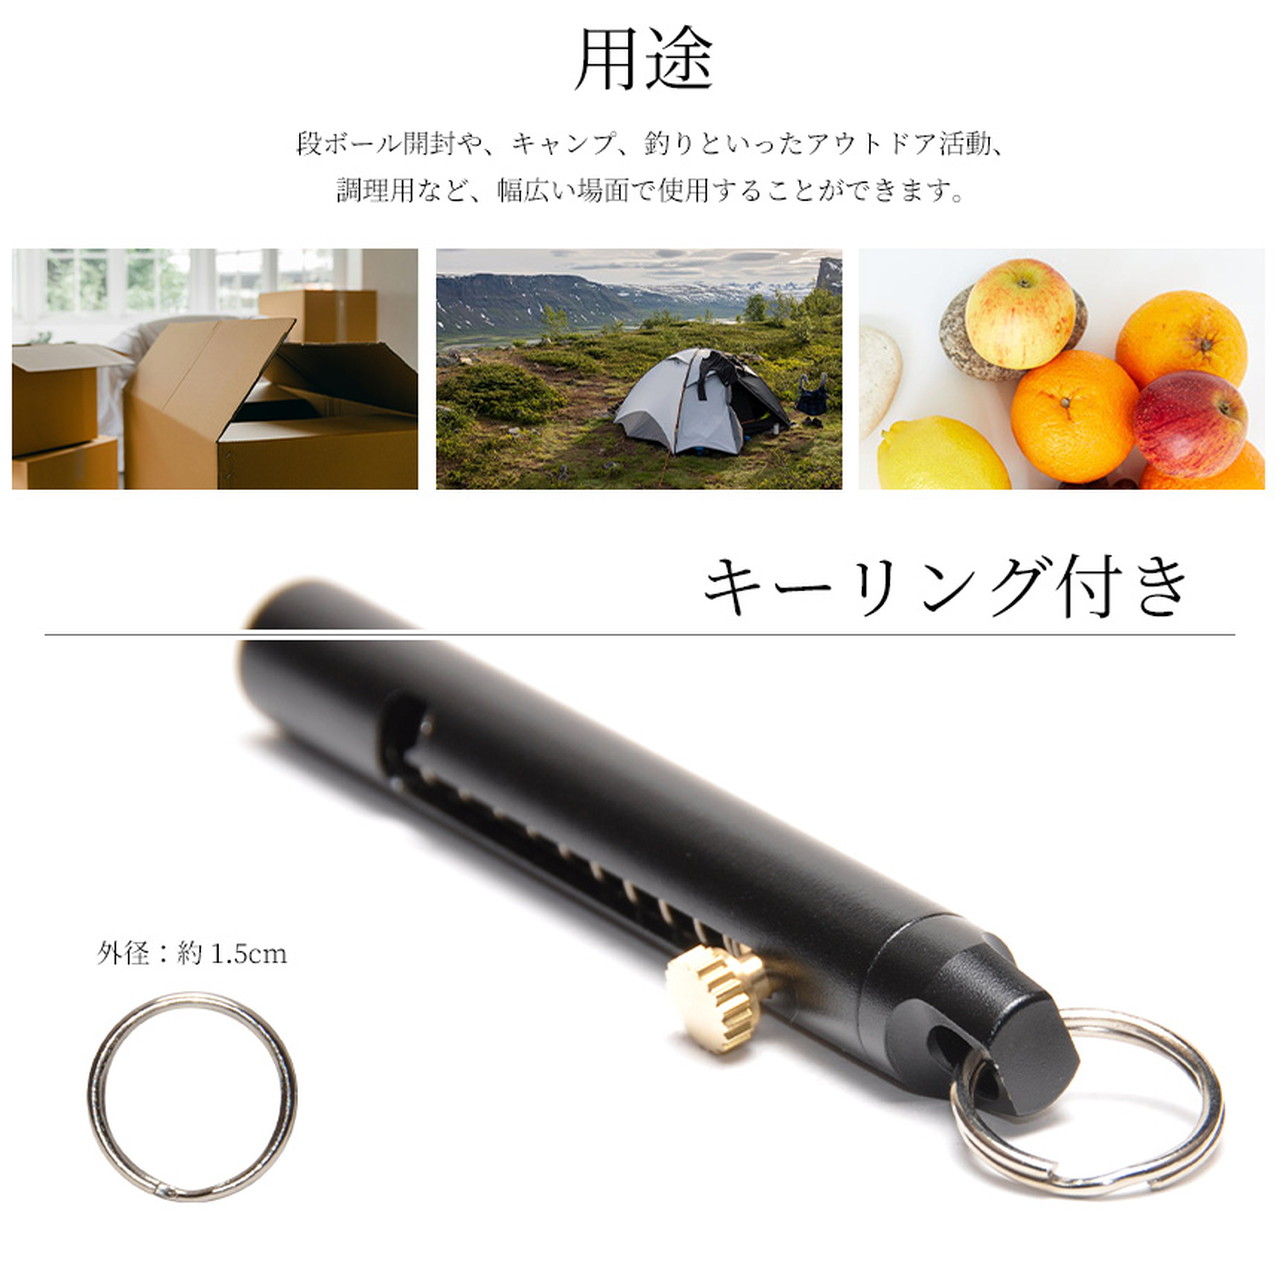 用途
段ボール開封や、キャンプ、釣りといったアウトドア活動、
調理用など、幅広い場面で使用することができます。
キーリング付き
外径：約 1.5cm